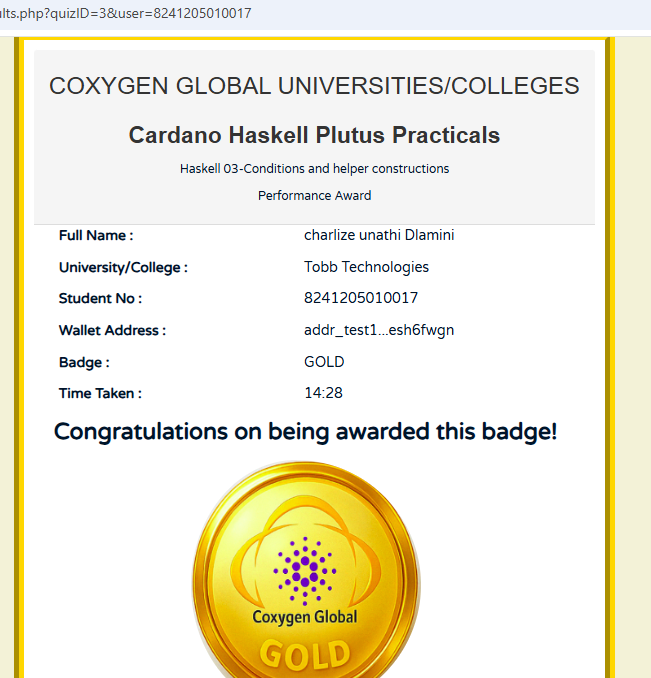 lts.php?quizID=3&user=8241205010017
COXYGEN GLOBAL UNIVERSITIES/COLLEGES
Cardano Haskell Plutus Practicals
Haskell 03-Conditions and helper constructions
Performance Award
Full Name : charlize unathi Dlamini
University/College : Tobb Technologies
Student No : 8241205010017
Wallet Address : addr_test1...esh6fwgn
Badge : GOLD
Time Taken : 14:28
Congratulations on being awarded this badge!
Coxygen Global
GOLD